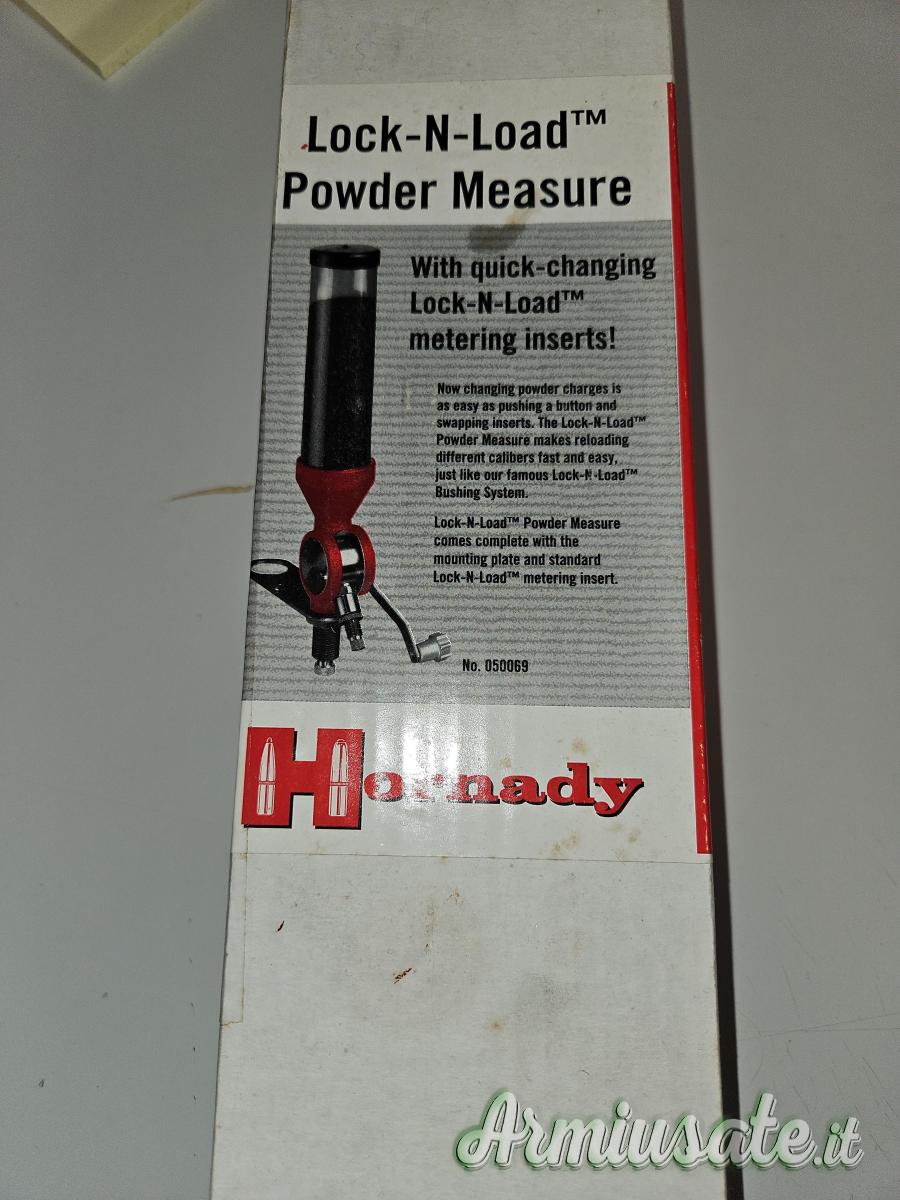 Lock-N-Load™
Powder Measure
With quick-changing
Lock-N-Load™
metering inserts!
Now changing powder charges is
as easy as pushing a button and
swapping inserts. The Lock-N-Load™
Powder Measure makes reloading
different calibers fast and easy,
just like our famous Lock-N-Load™
Bushing System.
Lock-N-Load™ Powder Measure
comes complete with the
mounting plate and standard
Lock-N-Load™ metering insert.
No. 050069
Hornady
Armiusate.it